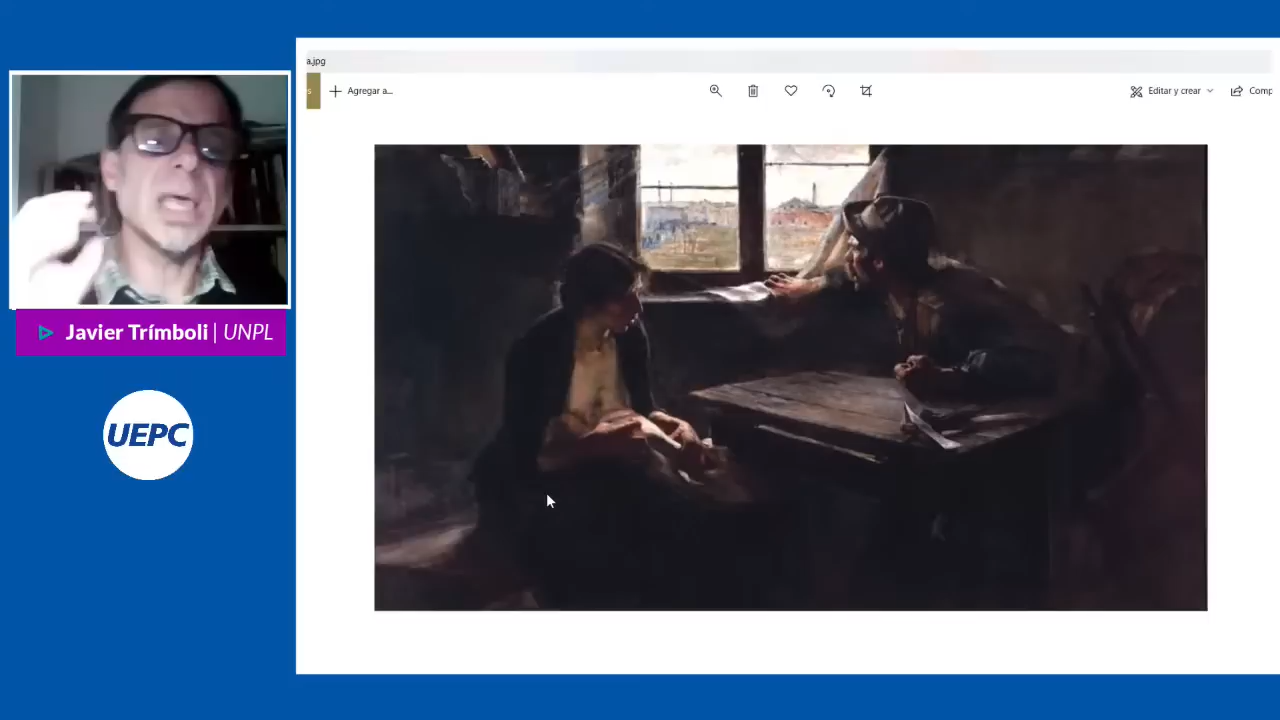 a.jpg
s
Agregar a...
Editar y crear
Comp
Javier Trímboli | UNPL
UEPC